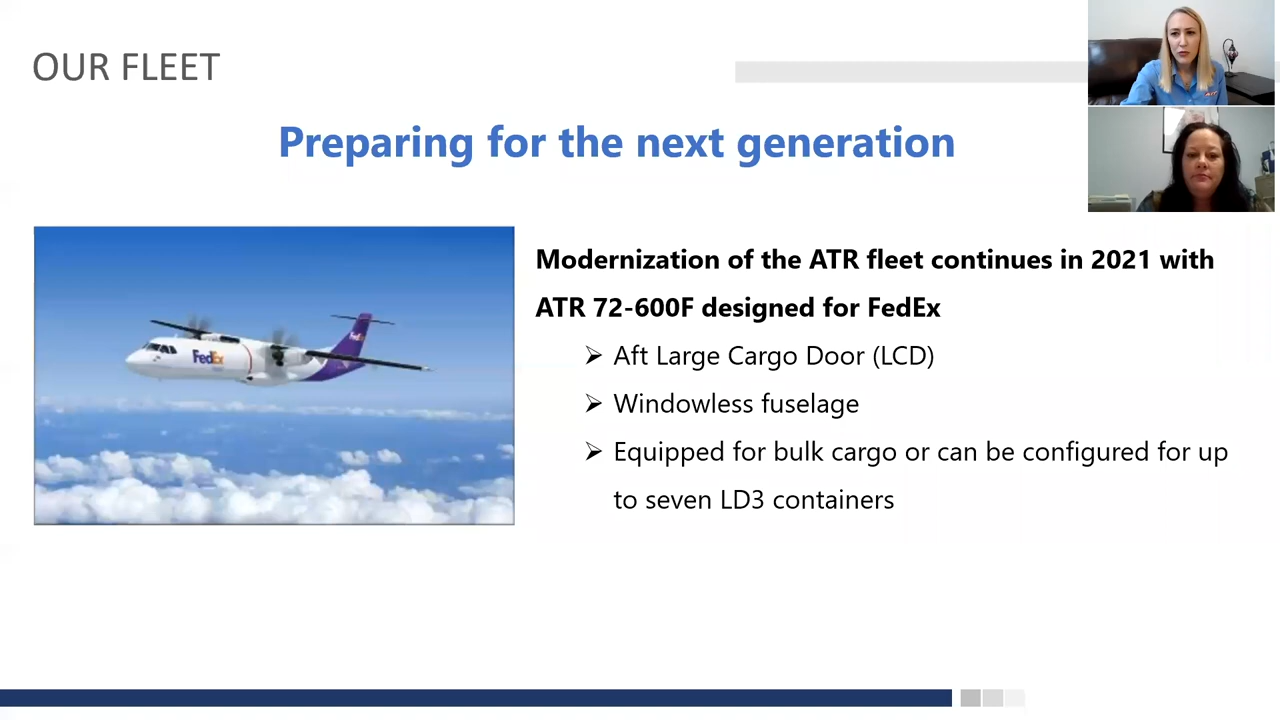 OUR FLEET
Preparing for the next generation
FedEx
FedEx
Modernization of the ATR fleet continues in 2021 with
ATR 72-600F designed for FedEx
➢ Aft Large Cargo Door (LCD)
➢ Windowless fuselage
➢ Equipped for bulk cargo or can be configured for up
to seven LD3 containers